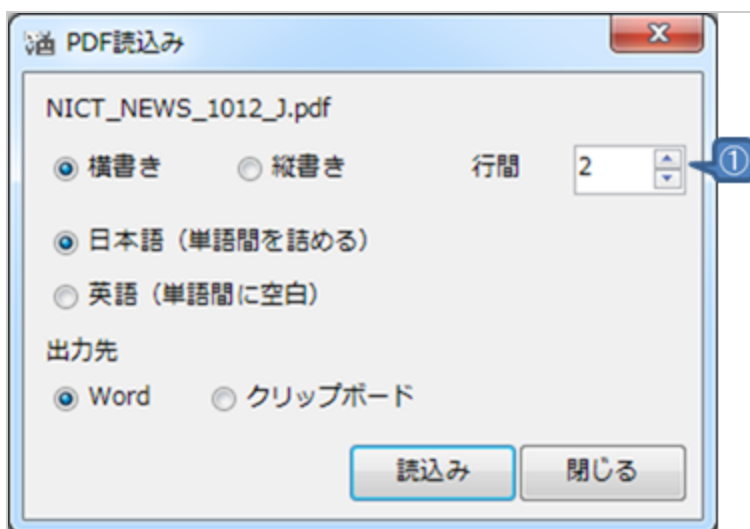 PDF読込み
NICT_NEWS_1012_J.pdf
横書き 縦書き 行間 2 ①
日本語（単語間を詰める）
英語（単語間に空白）
出力先
Word クリップボード
読込み 閉じる